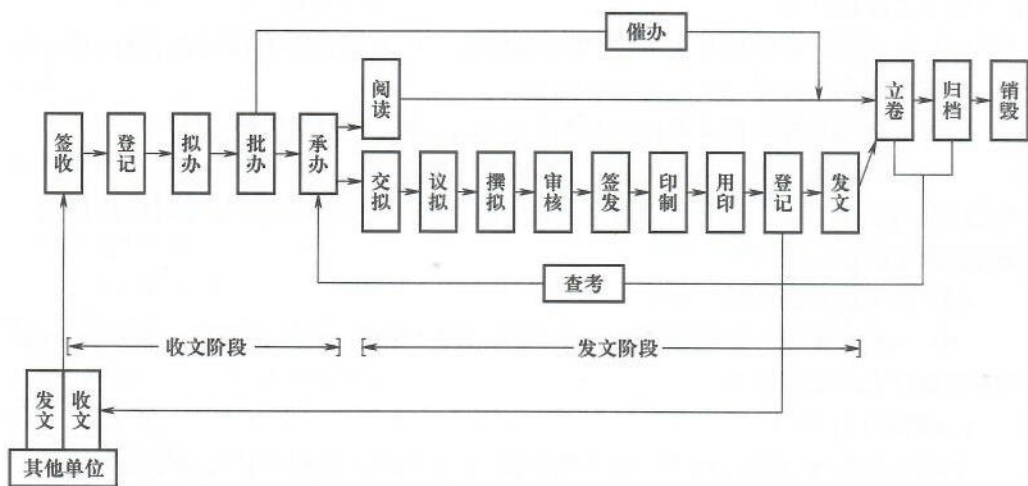 催办
阅读
立卷
归档
销毁
签收
登记
拟办
批办
承办
交拟
议拟
撰拟
审核
签发
印制
用印
登记
发文
查考
收文阶段
发文阶段
发文
收文
其他单位